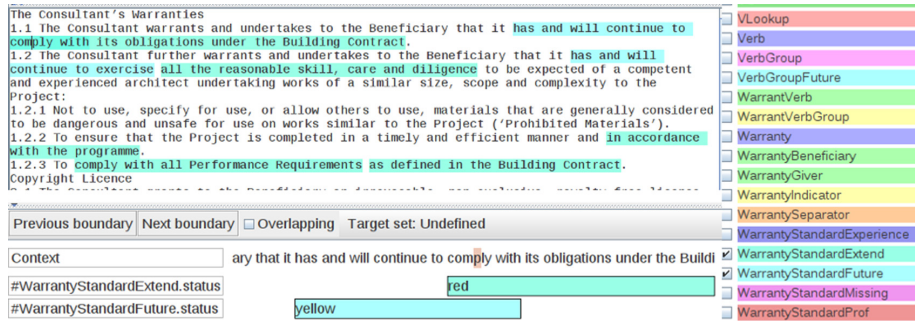 The Consultant's Warranties
1.1 The Consultant warrants and undertakes to the Beneficiary that it has and will continue to
comply with its obligations under the Building Contract.
1.2 The Consultant further warrants and undertakes to the Beneficiary that it has and will
continue to exercise all the reasonable skill, care and diligence to be expected of a competent
and experienced architect undertaking works of a similar size, scope and complexity to the
Project:
1.2.1 Not to use, specify for use, or allow others to use, materials that are generally considered
to be dangerous and unsafe for use on works similar to the Project ('Prohibited Materials').
1.2.2 To ensure that the Project is completed in a timely and efficient manner and in accordance
with the programme.
1.2.3 To comply with all Performance Requirements as defined in the Building Contract.
Copyright Licence
Previous boundary Next boundary Overlapping Target set: Undefined
Context ary that it has and will continue to comply with its obligations under the Buildi
#WarrantyStandardExtend.status red
#WarrantyStandardFuture.status yellow
VLookup
Verb
VerbGroup
VerbGroupFuture
WarrantVerb
WarrantVerbGroup
Warranty
WarrantyBeneficiary
WarrantyGiver
WarrantyIndicator
WarrantySeparator
WarrantyStandardExperience
WarrantyStandardExtend
WarrantyStandardFuture
WarrantyStandardMissing
WarrantyStandardProf